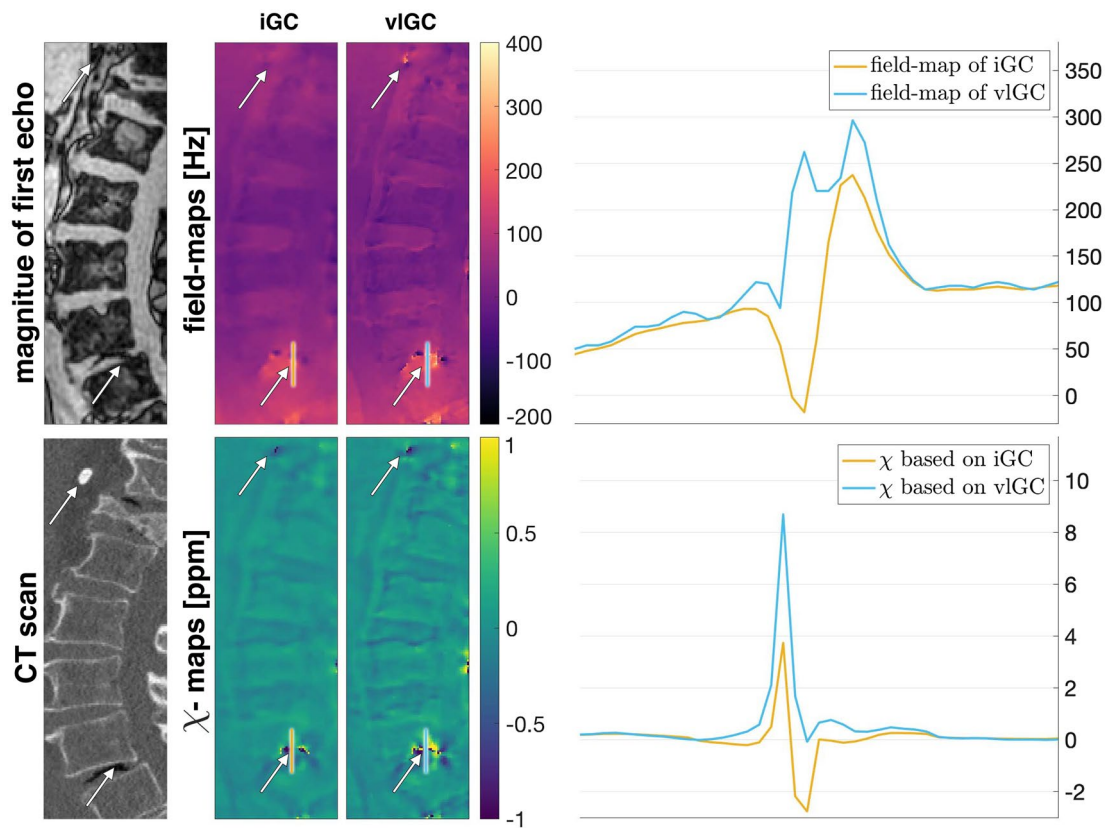 iGC
vlGC
magnitue of first echo
field-maps [Hz]
400
300
200
100
0
-100
-200
field-map of iGC
field-map of vlGC
350
300
250
200
150
100
50
0
CT scan
χ- maps [ppm]
1
0.5
0
-0.5
-1
χ based on iGC
χ based on vlGC
10
8
6
4
2
0
-2